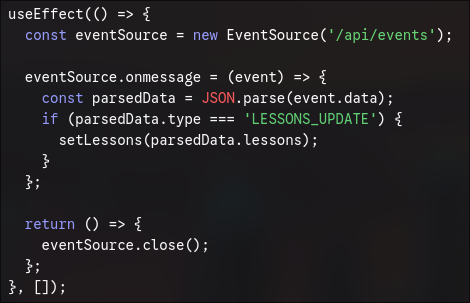 useEffect(() => {
  const eventSource = new EventSource('/api/events');

  eventSource.onmessage = (event) => {
    const parsedData = JSON.parse(event.data);
    if (parsedData.type === 'LESSONS_UPDATE') {
      setLessons(parsedData.lessons);
    }
  };

  return () => {
    eventSource.close();
  };
}, []);